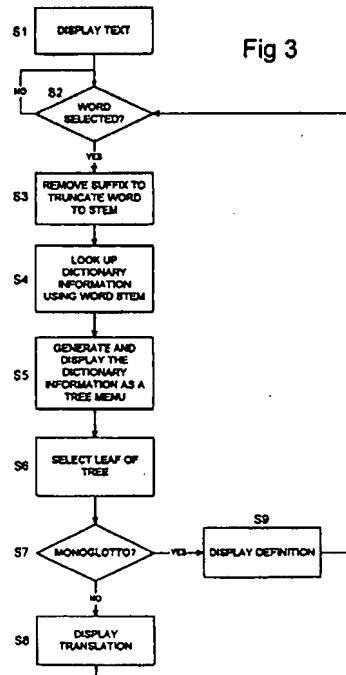 Fig 3
S1
DISPLAY TEXT
NO
S2
WORD
SELECTED?
YES
S3
REMOVE SUFFIX TO
TRUNCATE WORD
TO STEM
S4
LOOK UP
DICTIONARY
INFORMATION
USING WORD STEM
S5
GENERATE AND
DISPLAY THE
DICTIONARY
INFORMATION AS A
TREE MENU
S6
SELECT LEAF OF
TREE
S7
MONOGLOTTO?
YES
S9
DISPLAY DEFINITION
NO
S8
DISPLAY
TRANSLATION